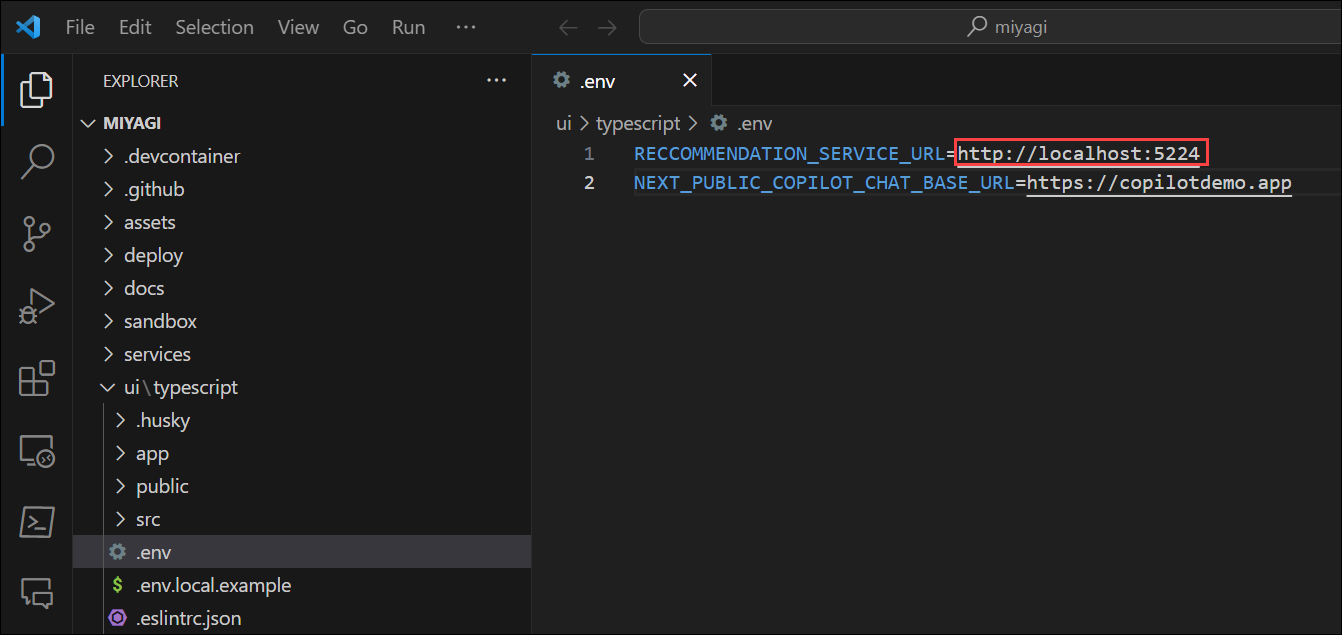 File Edit Selection View Go Run ··· miyagi
EXPLORER ···
MIYAGI
.devcontainer
.github
assets
deploy
docs
sandbox
services
ui\typescript
.husky
app
public
src
.env
.env.local.example
.eslintrc.json
.env
ui > typescript > .env
1 RECCOMMENDATION_SERVICE_URL=http://localhost:5224
2 NEXT_PUBLIC_COPILOT_CHAT_BASE_URL=https://copilotdemo.app